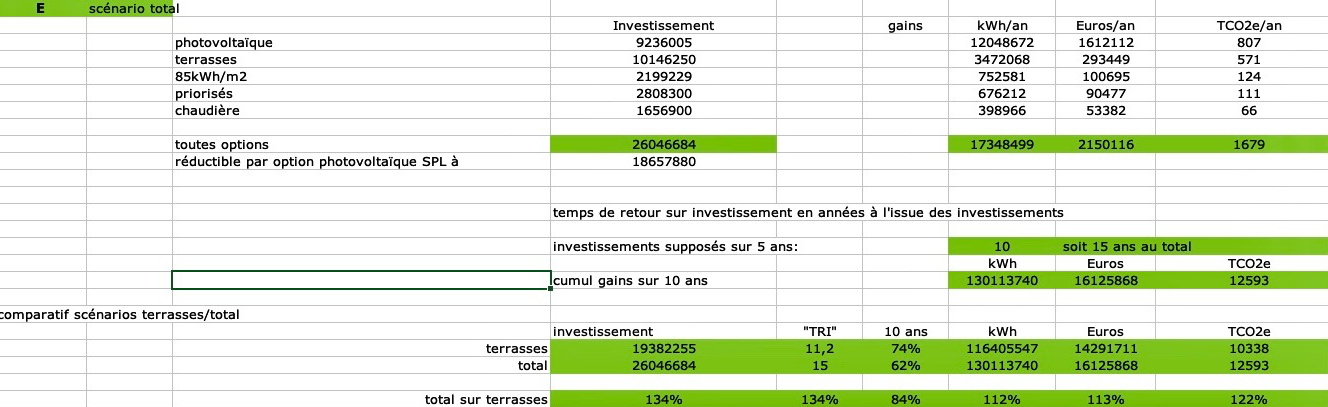 E scénario total
Investissement gains kWh/an Euros/an TCO2e/an
photovoltaïque 9236005 12048672 1612112 807
terrasses 10146250 3472068 293449 571
85kWh/m2 2199229 752581 100695 124
priorisés 2808300 676212 90477 111
chaudière 1656900 398966 53382 66
toutes options 26046684 17348499 2150116 1679
réductible par option photovoltaïque SPL à 18657880
temps de retour sur investissement en années à l'issue des investissements
investissements supposés sur 5 ans: 10 soit 15 ans au total
kWh Euros TCO2e
cumul gains sur 10 ans 130113740 16125868 12593
comparatif scénarios terrasses/total
investissement "TRI" 10 ans kWh Euros TCO2e
terrasses 19382255 11,2 74% 116405547 14291711 10338
total 26046684 15 62% 130113740 16125868 12593
total sur terrasses 134% 134% 84% 112% 113% 122%